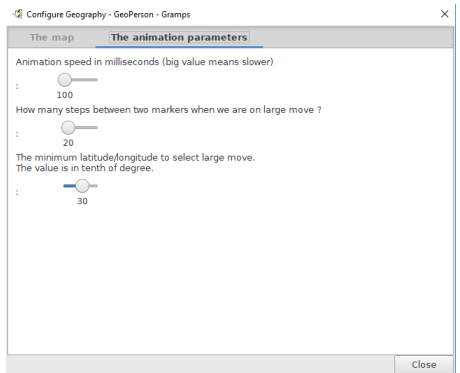 Configure Geography - GeoPerson - Gramps
The map The animation parameters
Animation speed in milliseconds (big value means slower)
:
100
How many steps between two markers when we are on large move ?
:
20
The minimum latitude/longitude to select large move.
The value is in tenth of degree.
:
30
Close